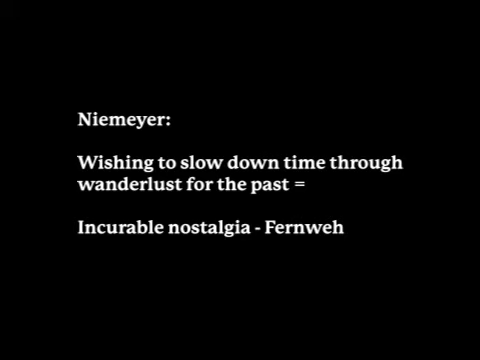 Niemeyer:
Wishing to slow down time through
wanderlust for the past =
Incurable nostalgia - Fernweh